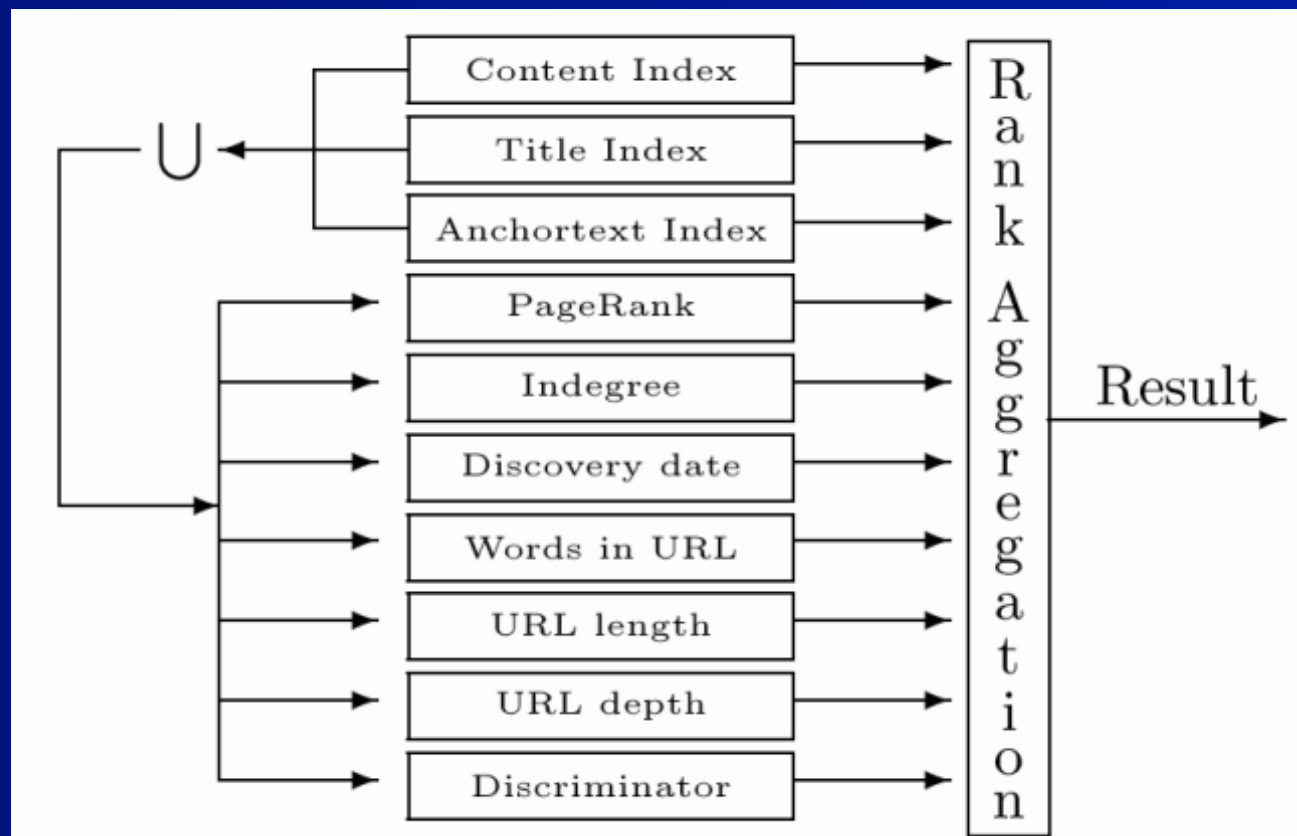 Content Index
∪
Title Index
Anchortext Index
PageRank
Indegree
Discovery date
Words in URL
URL length
URL depth
Discriminator
Rank Aggregation
Result